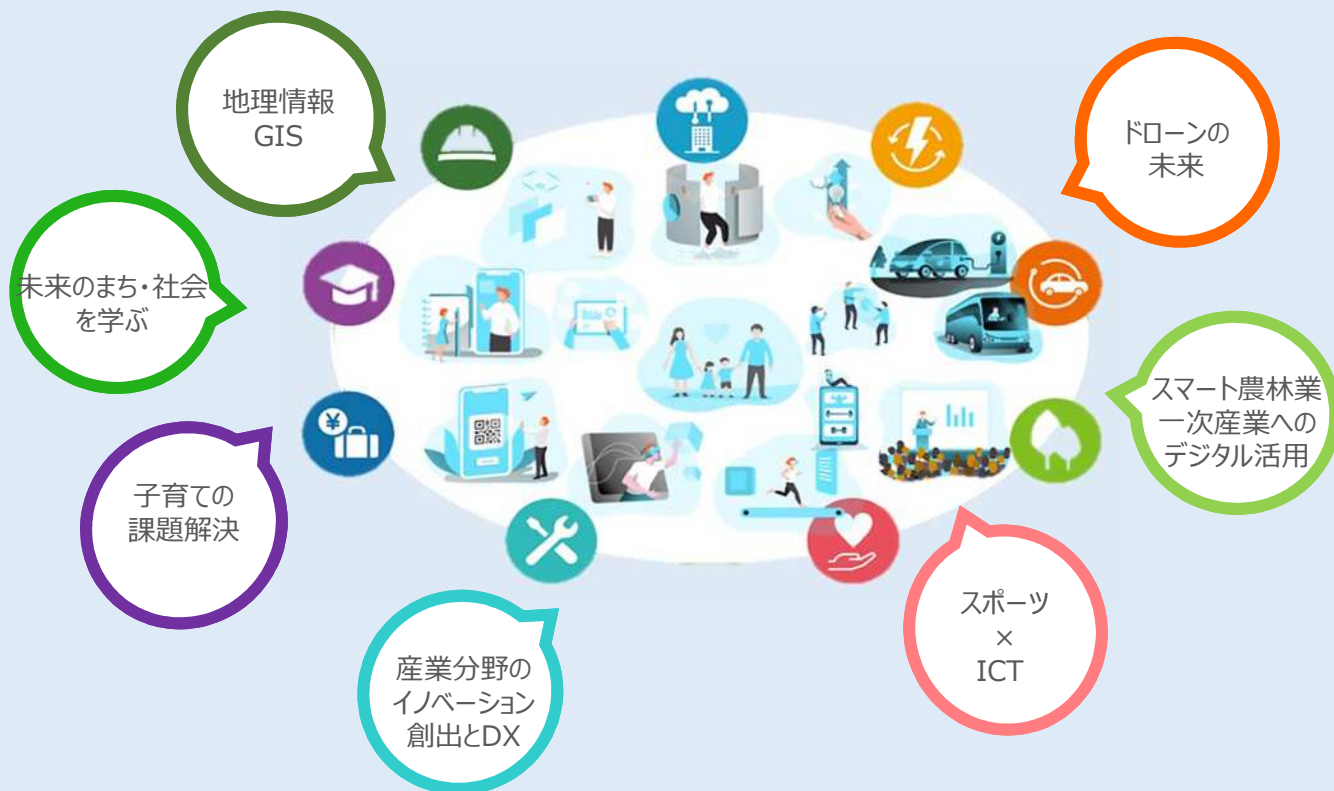 地理情報
GIS
ドローンの
未来
未来のまち・社会
を学ぶ
スマート農林業
一次産業への
デジタル活用
子育ての
課題解決
スポーツ
×
ICT
産業分野の
イノベーション
創出とDX
¥